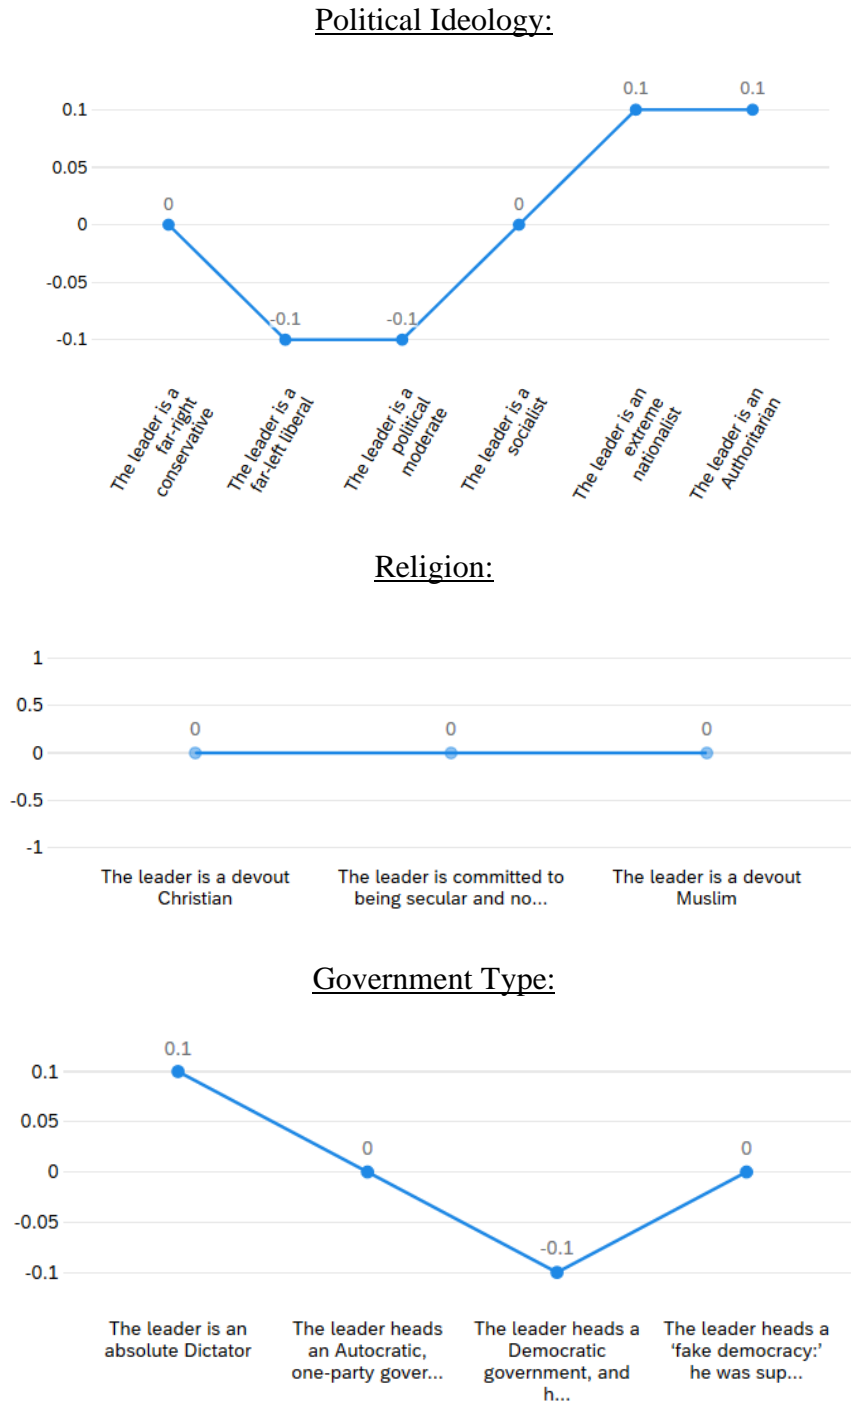 Political Ideology:
0.1
0.05
0
-0.05
-0.1
0
-0.1
-0.1
0
0.1
0.1
The leader is a
far-right
conservative
The leader is a
far-left liberal
The leader is a
political
moderate
The leader is a
socialist
The leader is an
extreme
nationalist
The leader is an
Authoritarian
Religion:
1
0.5
0
-0.5
-1
0
0
0
The leader is a devout
Christian
The leader is committed to
being secular and no...
The leader is a devout
Muslim
Government Type:
0.1
0.05
0
-0.05
-0.1
0.1
0
-0.1
0
The leader is an
absolute Dictator
The leader heads
an Autocratic,
one-party gover...
The leader heads a
Democratic
government, and
h...
The leader heads a
‘fake democracy:’
he was sup...